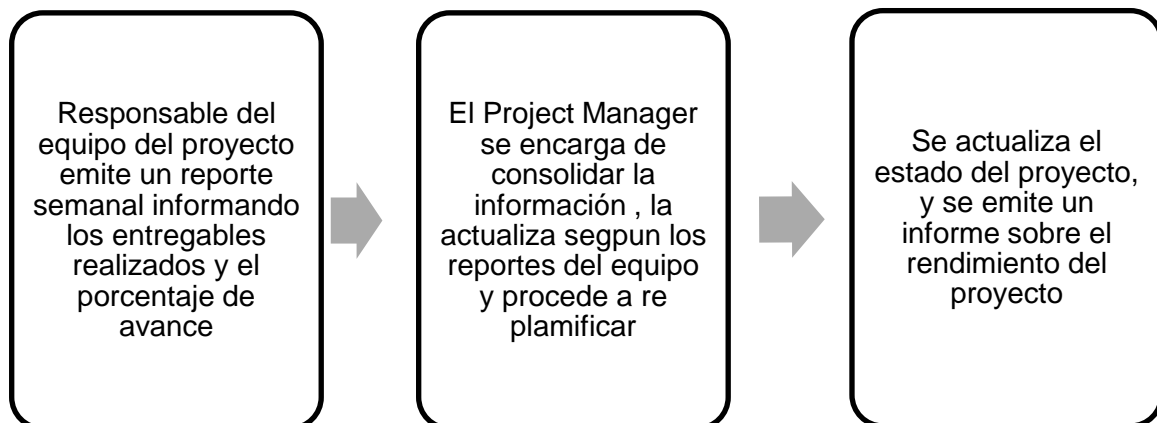 Responsable del
equipo del proyecto
emite un reporte
semanal informando
los entregables
realizados y el
porcentaje de
avance
El Project Manager
se encarga de
consolidar la
información , la
actualiza segpun los
reportes del equipo
y procede a re
plamificar
Se actualiza el
estado del proyecto,
y se emite un
informe sobre el
rendimiento del
proyecto